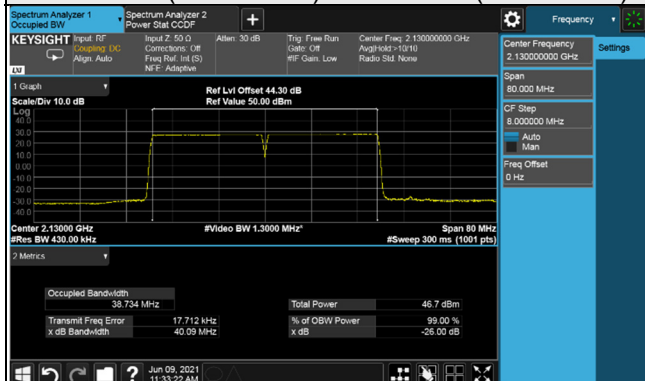 Spectrum Analyzer 1
Occupied BW
Spectrum Analyzer 2
Power Stat CCDF
Frequency
KEYSIGHT
Input: RF
Coupling: DC
Align: Auto
Input Z: 50 Ω
Corrections: Off
Freq Ref: Int (S)
NFE: Adaptive
Atten: 30 dB
Trig: Free Run
Gate: Off
#IF Gain: Low
Center Freq: 2.130000000 GHz
Avg|Hold:>10/10
Radio Std: None
LXI
Center Frequency
2.130000000 GHz
Settings
Span
80.000 MHz
CF Step
8.000000 MHz
Auto
Man
Freq Offset
0 Hz
1 Graph
Scale/Div 10.0 dB
Ref Lvl Offset 44.30 dB
Ref Value 50.00 dBm
Log
40.0
30.0
20.0
10.0
0.00
-10.0
-20.0
-30.0
-40.0
Center 2.13000 GHz
#Res BW 430.00 kHz
#Video BW 1.3000 MHz*
Span 80 MHz
#Sweep 300 ms (1001 pts)
2 Metrics
Occupied Bandwidth
38.734 MHz
Total Power 46.7 dBm
Transmit Freq Error 17.712 kHz
% of OBW Power 99.00 %
x dB Bandwidth 40.09 MHz
x dB -26.00 dB
?
Jun 09, 2021
11:33:22 AM